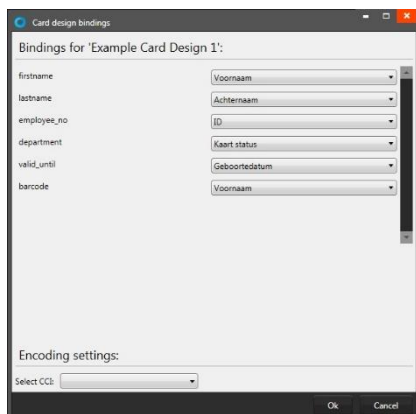 Card design bindings
Bindings for 'Example Card Design 1':
firstname Voornaam
lastname Achternaam
employee_no ID
department Kaart status
valid_until Geboortedatum
barcode Voornaam
Encoding settings:
Select CCI:
Ok Cancel